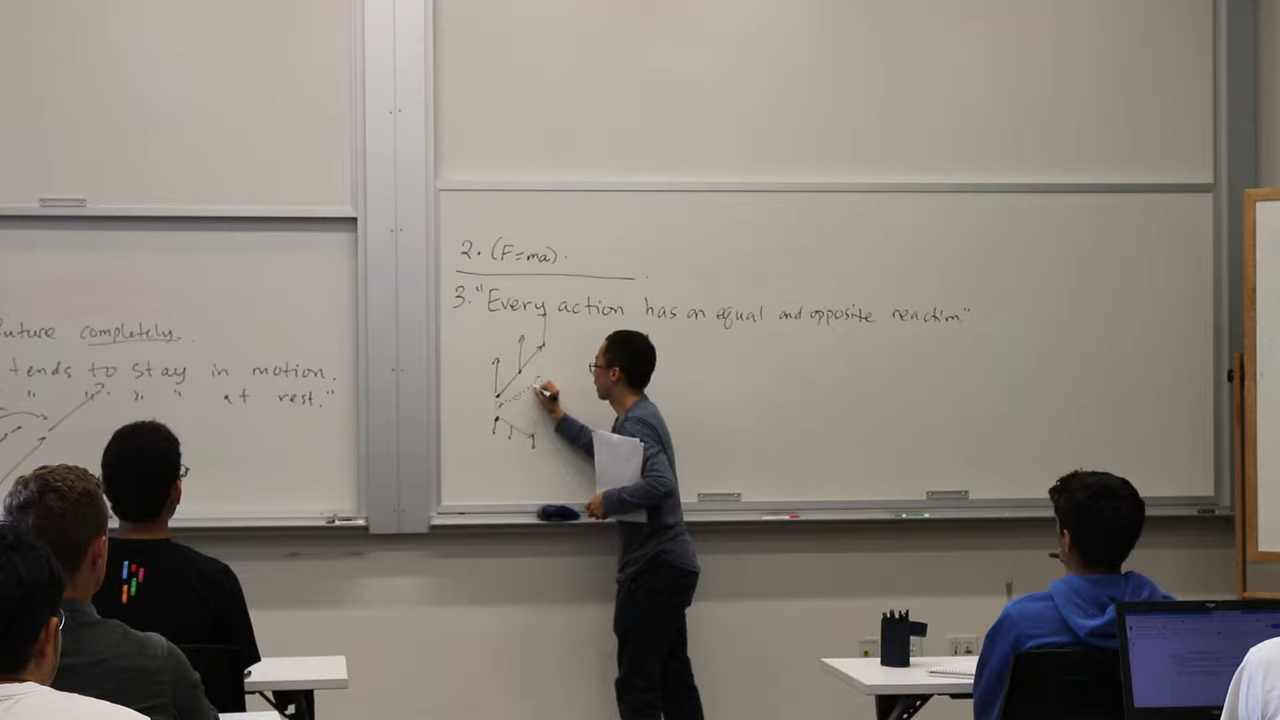 future completely.
tends to stay in motion.
" " " " at rest."
2. (F=ma).
3. "Every action has an equal and opposite reaction"